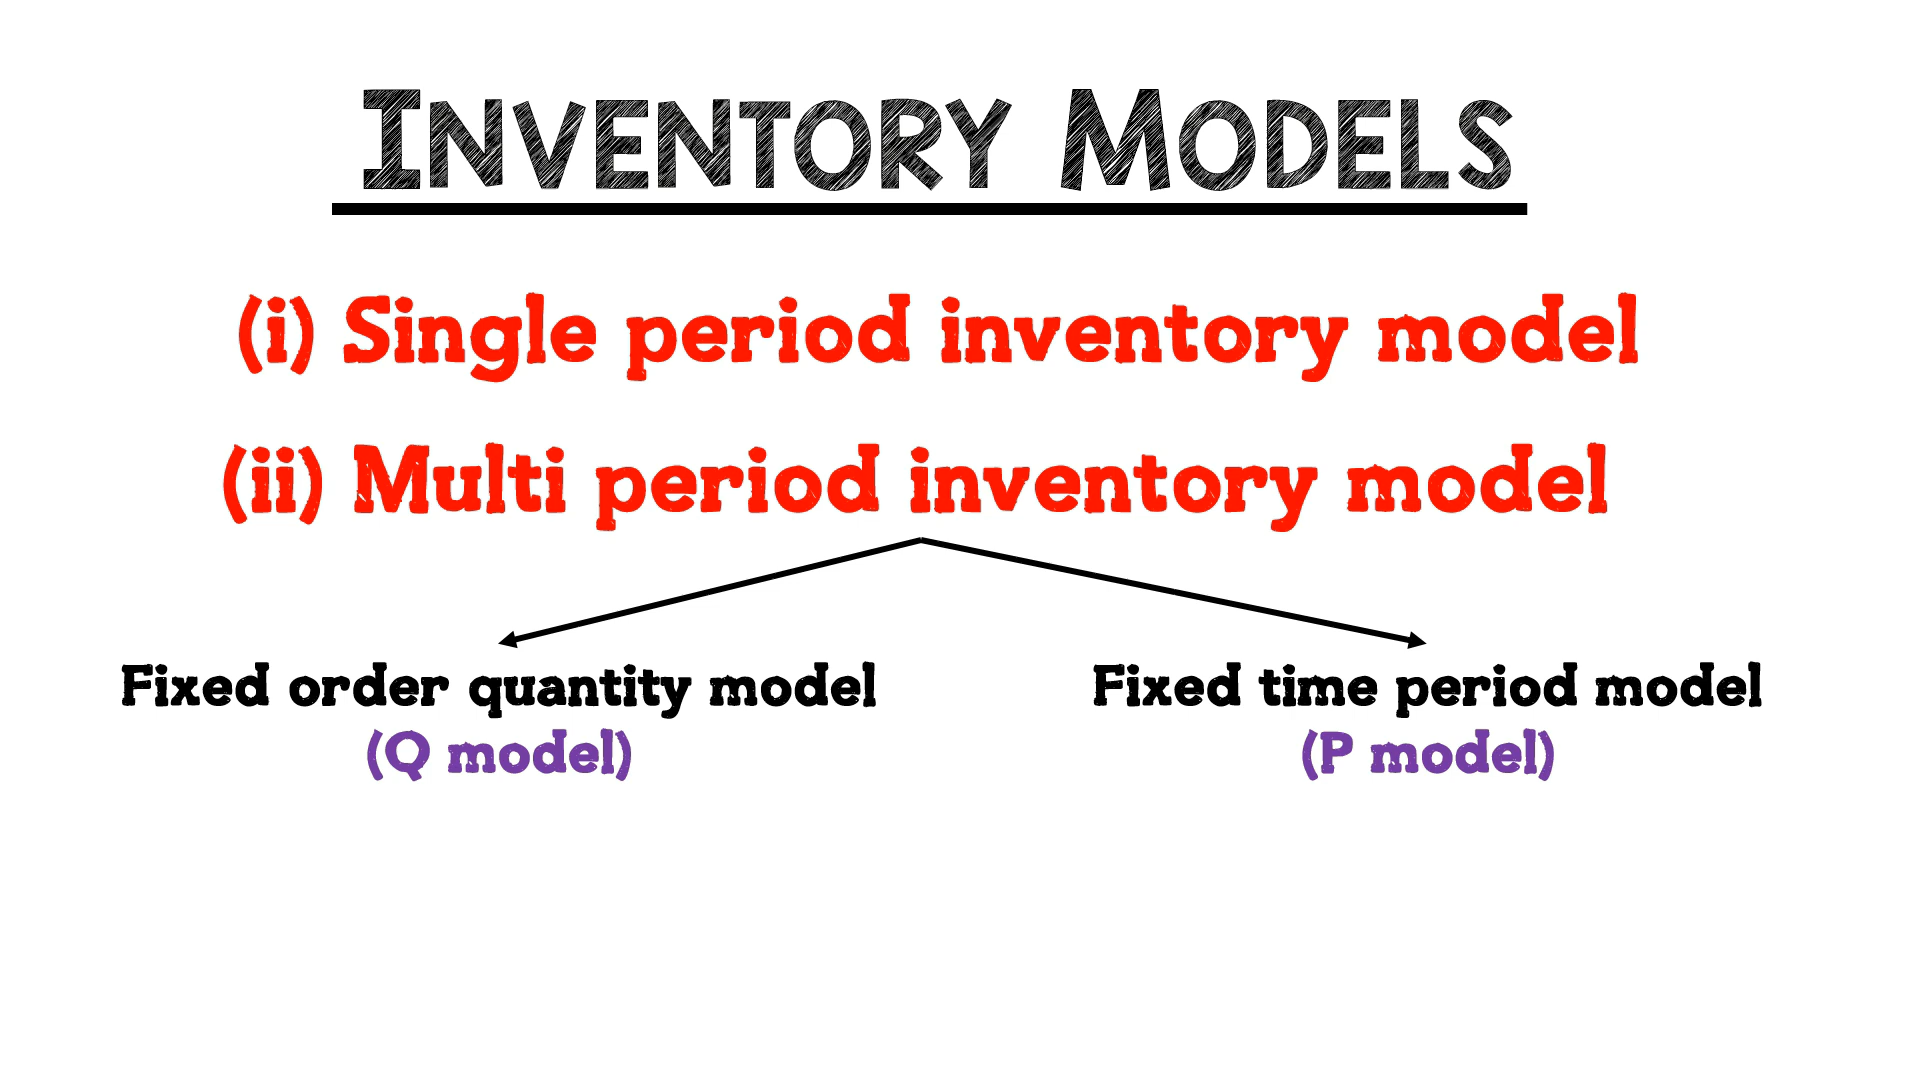 INVENTORY MODELS
(i) Single period inventory model
(ii) Multi period inventory model
Fixed order quantity model
(Q model)
Fixed time period model
(P model)